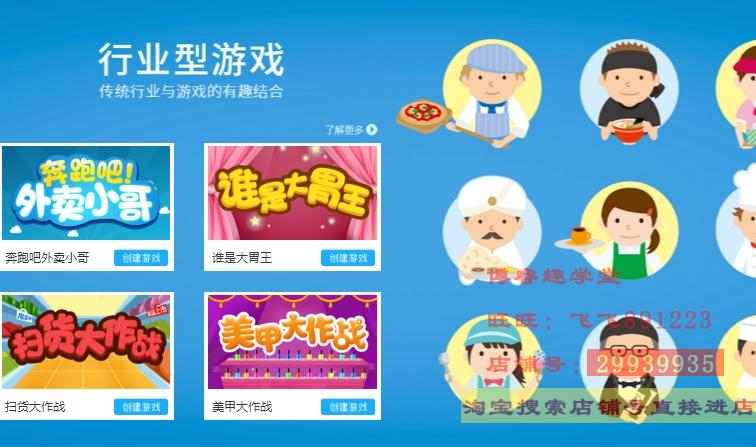 行业型游戏
传统行业与游戏的有趣结合
了解更多
奔跑吧!
外卖小哥
谁是大胃王
奔跑吧外卖小哥
创建游戏
谁是大胃王
创建游戏
扫货大作战
美甲大作战
扫货大作战
创建游戏
美甲大作战
创建游戏
博睿趣学堂
旺旺：飞飞891223
店铺号：29939935
淘宝搜索店铺号直接进店